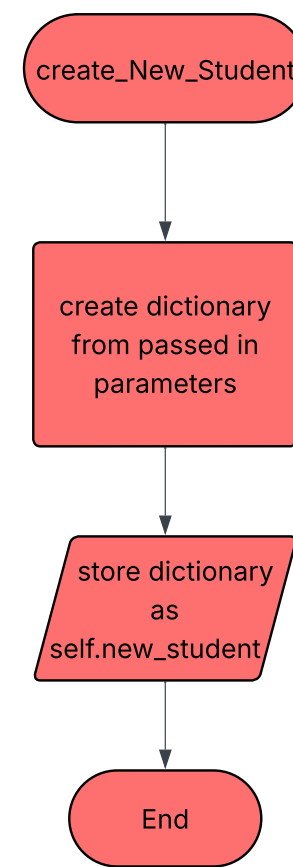 create_New_Student
create dictionary
from passed in
parameters
store dictionary
as
self.new_student
End